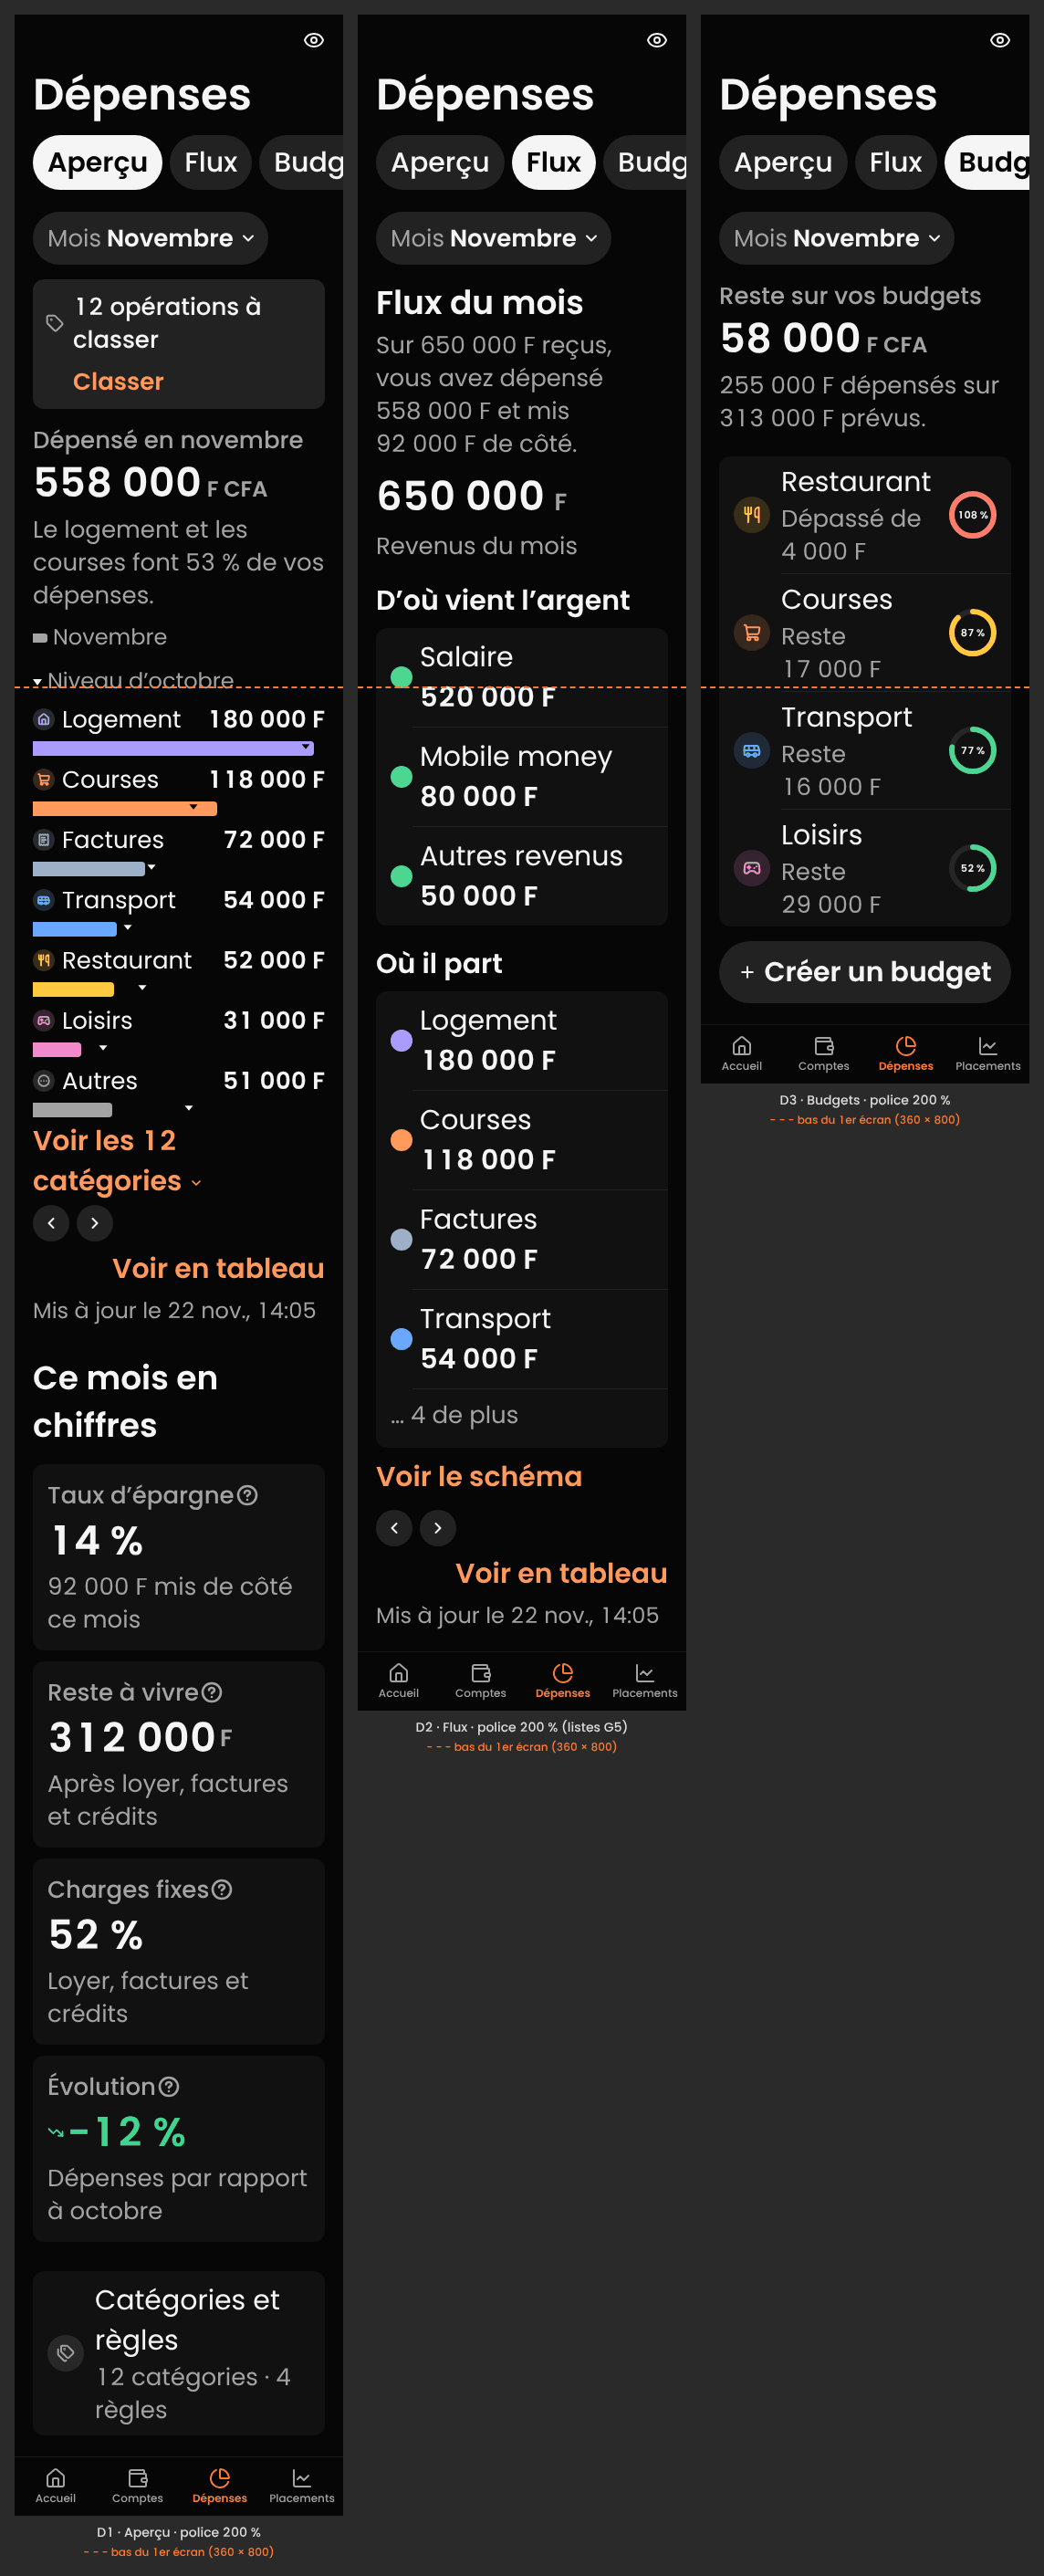 Dépenses
Aperçu Flux Budg
Mois Novembre
12 opérations à
classer
Classer
Dépensé en novembre
558 000 F CFA
Le logement et les
courses font 53 % de vos
dépenses.
Novembre
Niveau d’octobre
Logement 180 000 F
Courses 118 000 F
Factures 72 000 F
Transport 54 000 F
Restaurant 52 000 F
Loisirs 31 000 F
Autres 51 000 F
Voir les 12
catégories
Voir en tableau
Mis à jour le 22 nov., 14:05
Ce mois en
chiffres
Taux d’épargne
14 %
92 000 F mis de côté
ce mois
Reste à vivre
312 000 F
Après loyer, factures
et crédits
Charges fixes
52 %
Loyer, factures et
crédits
Évolution
−12 %
Dépenses par rapport
à octobre
Catégories et
règles
12 catégories · 4
règles
Accueil Comptes Dépenses Placements
D1 · Aperçu · police 200 %
- - - bas du 1er écran (360 × 800)
Dépenses
Aperçu Flux Budg
Mois Novembre
Flux du mois
Sur 650 000 F reçus,
vous avez dépensé
558 000 F et mis
92 000 F de côté.
650 000 F
Revenus du mois
D’où vient l’argent
Salaire
520 000 F
Mobile money
80 000 F
Autres revenus
50 000 F
Où il part
Logement
180 000 F
Courses
118 000 F
Factures
72 000 F
Transport
54 000 F
... 4 de plus
Voir le schéma
Voir en tableau
Mis à jour le 22 nov., 14:05
Accueil Comptes Dépenses Placements
D2 · Flux · police 200 % (listes G5)
- - - bas du 1er écran (360 × 800)
Dépenses
Aperçu Flux Budg
Mois Novembre
Reste sur vos budgets
58 000 F CFA
255 000 F dépensés sur
313 000 F prévus.
Restaurant
Dépassé de
4 000 F
108 %
Courses
Reste
17 000 F
87 %
Transport
Reste
16 000 F
77 %
Loisirs
Reste
29 000 F
52 %
+ Créer un budget
Accueil Comptes Dépenses Placements
D3 · Budgets · police 200 %
- - - bas du 1er écran (360 × 800)